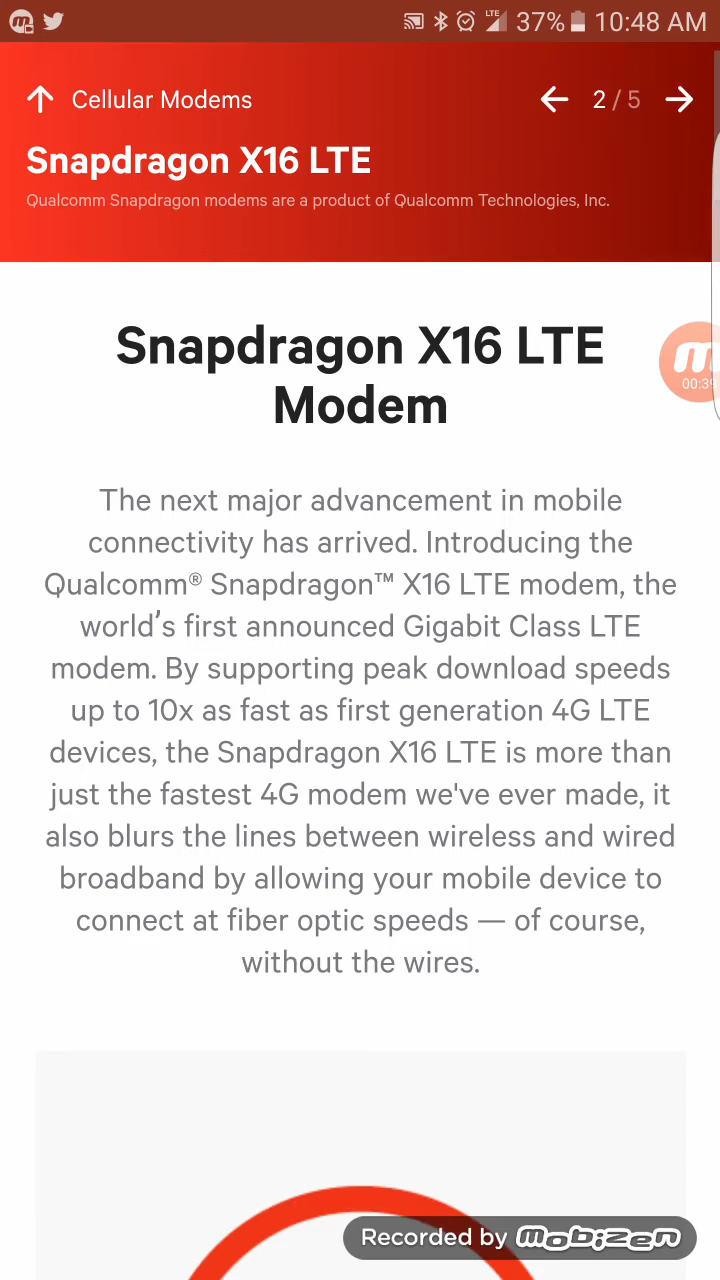 LTE 37% 10:48 AM
Cellular Modems 2 / 5
Snapdragon X16 LTE
Qualcomm Snapdragon modems are a product of Qualcomm Technologies, Inc.
Snapdragon X16 LTE
Modem
m
00:39
The next major advancement in mobile
connectivity has arrived. Introducing the
Qualcomm® Snapdragon™ X16 LTE modem, the
world’s first announced Gigabit Class LTE
modem. By supporting peak download speeds
up to 10x as fast as first generation 4G LTE
devices, the Snapdragon X16 LTE is more than
just the fastest 4G modem we've ever made, it
also blurs the lines between wireless and wired
broadband by allowing your mobile device to
connect at fiber optic speeds — of course,
without the wires.
Recorded by mobizen